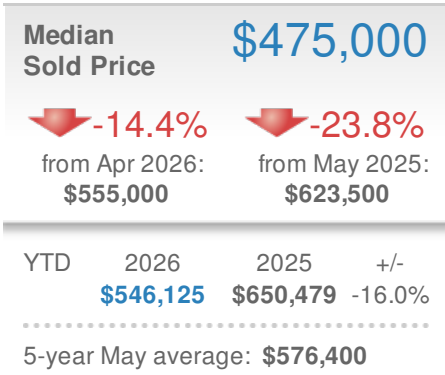 Median $475,000
Sold Price
-14.4% -23.8%
from Apr 2026: from May 2025:
$555,000 $623,500
YTD 2026 2025 +/-
$546,125 $650,479 -16.0%
5-year May average: $576,400